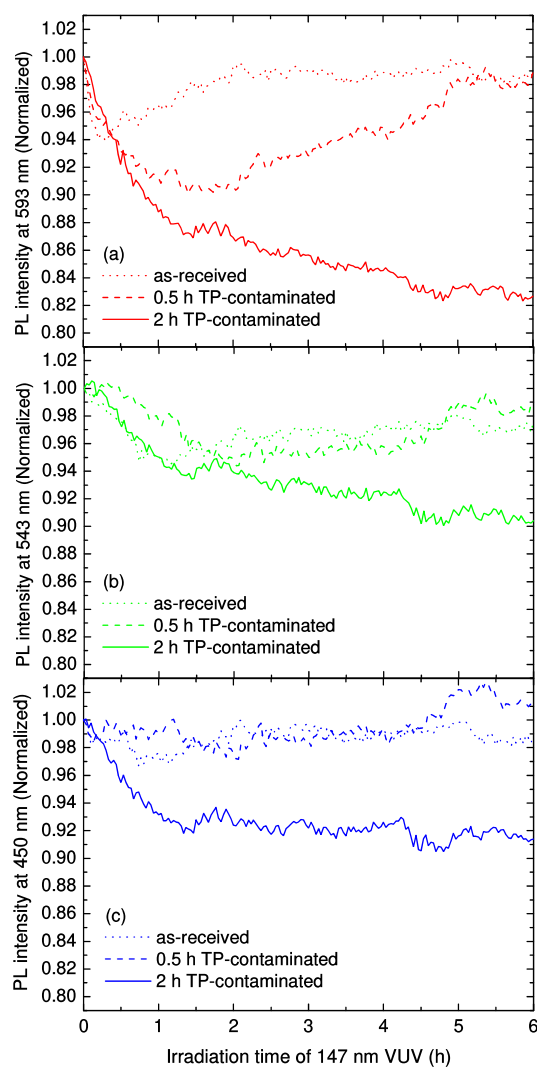 PL intensity at 593 nm (Normalized)
1.02
1.00
0.98
0.96
0.94
0.92
0.90
0.88
0.86
0.84
0.82
0.80
(a)
as-received
0.5 h TP-contaminated
2 h TP-contaminated
PL intensity at 543 nm (Normalized)
1.02
1.00
0.98
0.96
0.94
0.92
0.90
0.88
0.86
0.84
0.82
0.80
(b)
as-received
0.5 h TP-contaminated
2 h TP-contaminated
PL intensity at 450 nm (Normalized)
1.02
1.00
0.98
0.96
0.94
0.92
0.90
0.88
0.86
0.84
0.82
0.80
(c)
as-received
0.5 h TP-contaminated
2 h TP-contaminated
0 1 2 3 4 5 6
Irradiation time of 147 nm VUV (h)